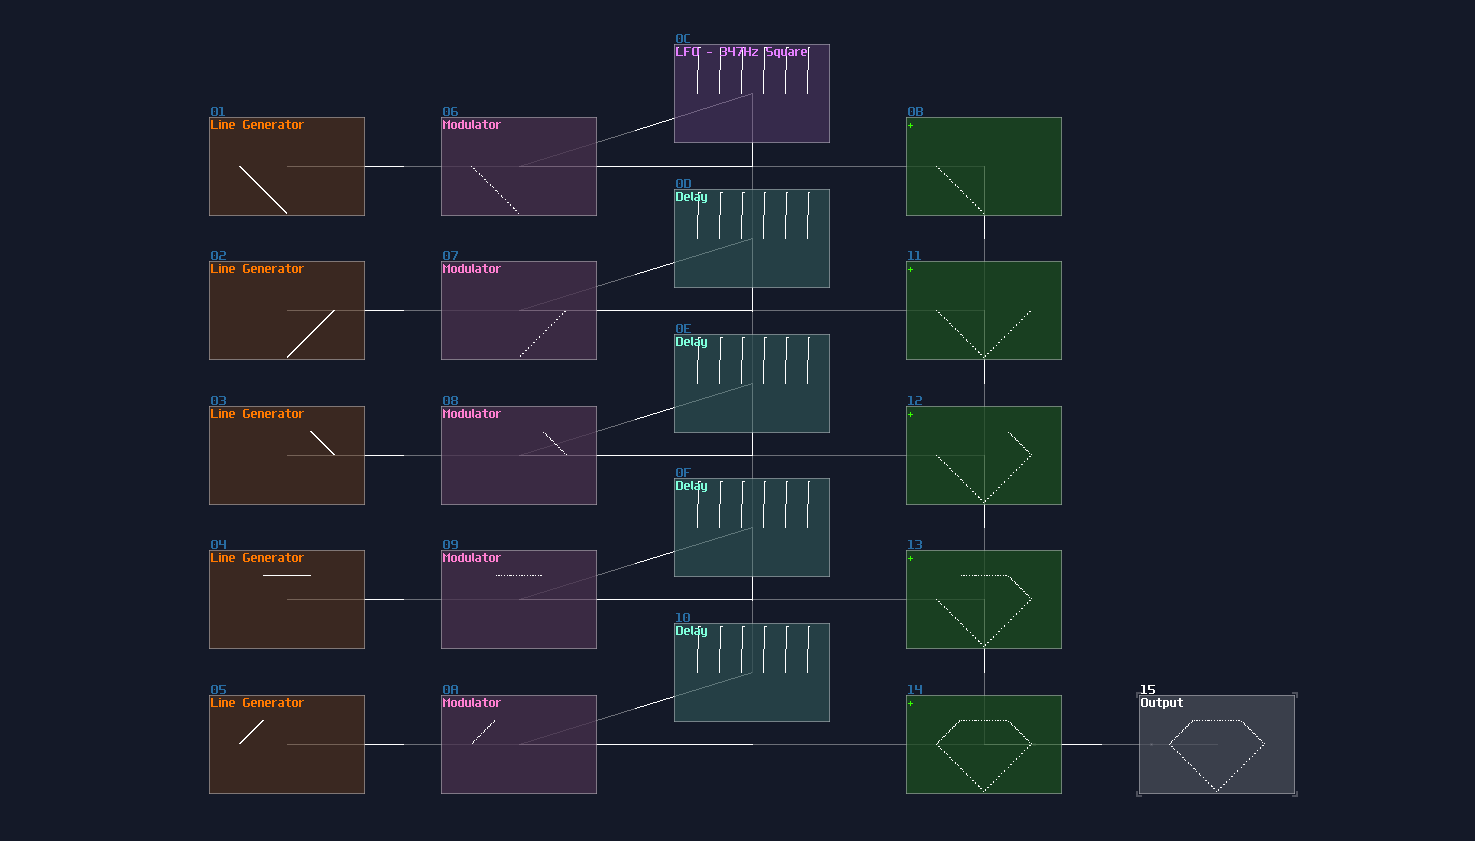 0C
LFO - 347Hz Square
01
Line Generator
06
Modulator
0B
+
0D
Delay
02
Line Generator
07
Modulator
11
+
0E
Delay
03
Line Generator
08
Modulator
12
+
0F
Delay
04
Line Generator
09
Modulator
13
+
10
Delay
05
Line Generator
0A
Modulator
14
+
15
Output